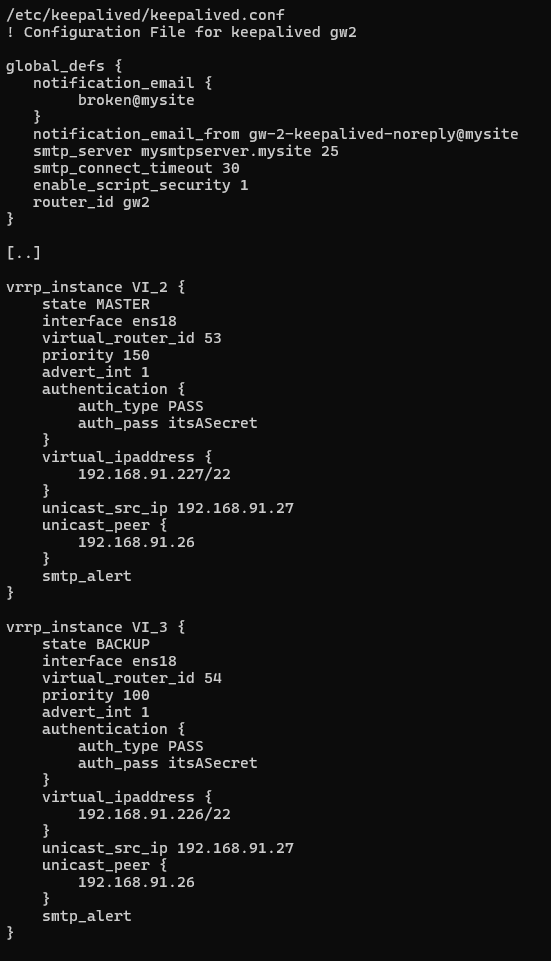 /etc/keepalived/keepalived.conf
! Configuration File for keepalived gw2

global_defs {
   notification_email {
        broken@mysite
   }
   notification_email_from gw-2-keepalived-noreply@mysite
   smtp_server mysmtpserver.mysite 25
   smtp_connect_timeout 30
   enable_script_security 1
   router_id gw2
}

[..]

vrrp_instance VI_2 {
    state MASTER
    interface ens18
    virtual_router_id 53
    priority 150
    advert_int 1
    authentication {
        auth_type PASS
        auth_pass itsASecret
    }
    virtual_ipaddress {
        192.168.91.227/22
    }
    unicast_src_ip 192.168.91.27
    unicast_peer {
        192.168.91.26
    }
    smtp_alert
}

vrrp_instance VI_3 {
    state BACKUP
    interface ens18
    virtual_router_id 54
    priority 100
    advert_int 1
    authentication {
        auth_type PASS
        auth_pass itsASecret
    }
    virtual_ipaddress {
        192.168.91.226/22
    }
    unicast_src_ip 192.168.91.27
    unicast_peer {
        192.168.91.26
    }
    smtp_alert
}